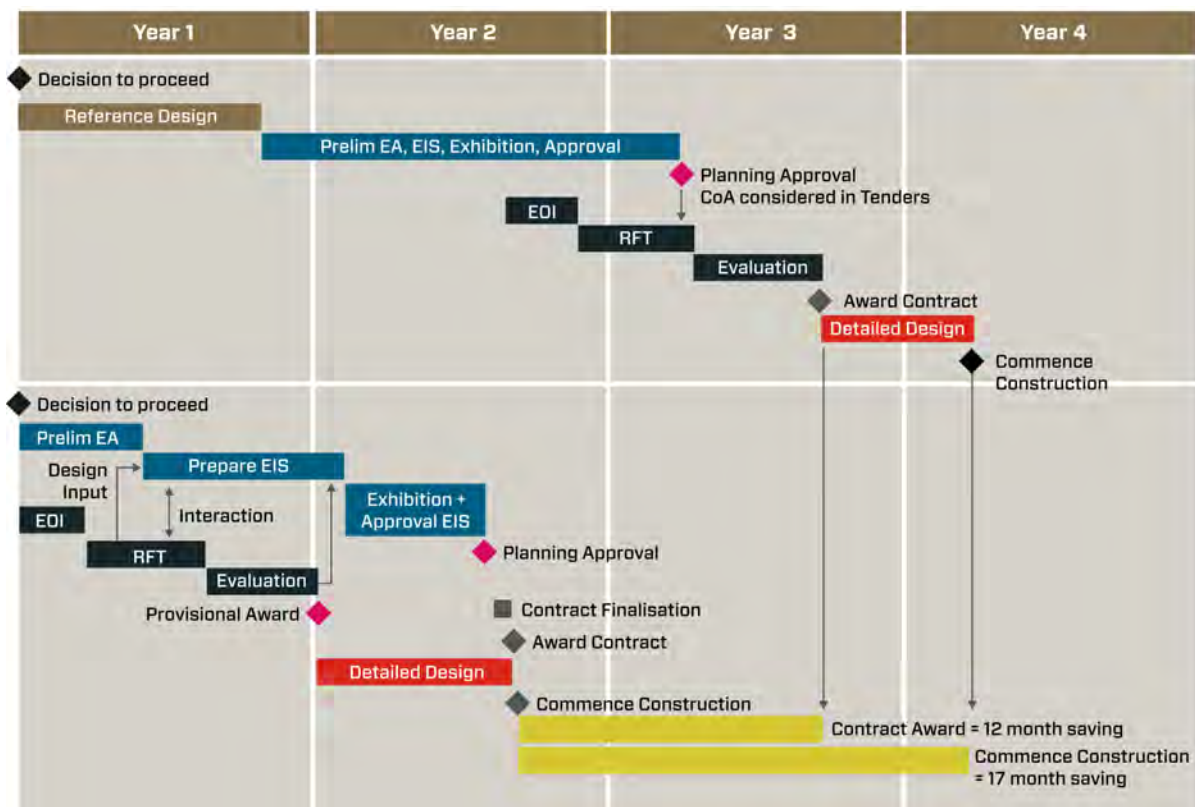 Year 1
Year 2
Year 3
Year 4
Decision to proceed
Reference Design
Prelim EA, EIS, Exhibition, Approval
Planning Approval
CoA considered in Tenders
EOI
RFT
Evaluation
Award Contract
Detailed Design
Commence
Construction
Decision to proceed
Prelim EA
Design
Input
Prepare EIS
Interaction
EOI
RFT
Evaluation
Exhibition +
Approval EIS
Planning Approval
Provisional Award
Contract Finalisation
Award Contract
Detailed Design
Commence Construction
Contract Award = 12 month saving
Commence Construction
= 17 month saving